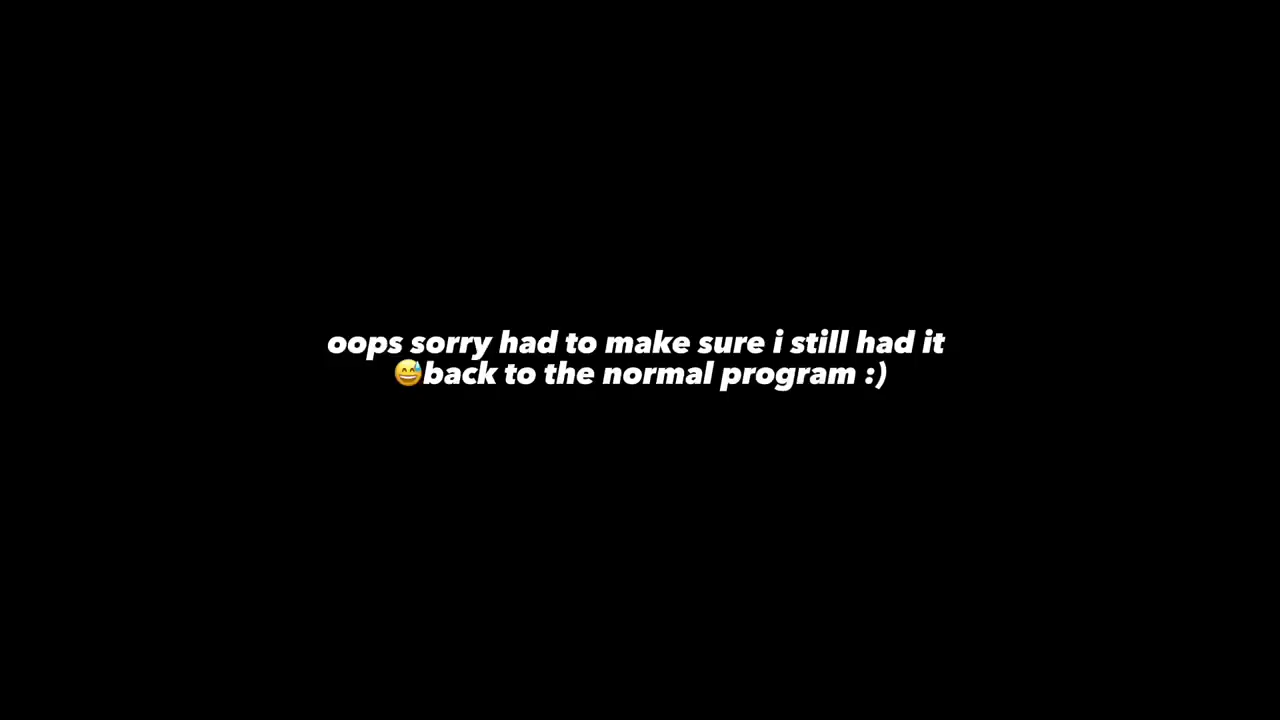 oops sorry had to make sure i still had it
😅back to the normal program :)